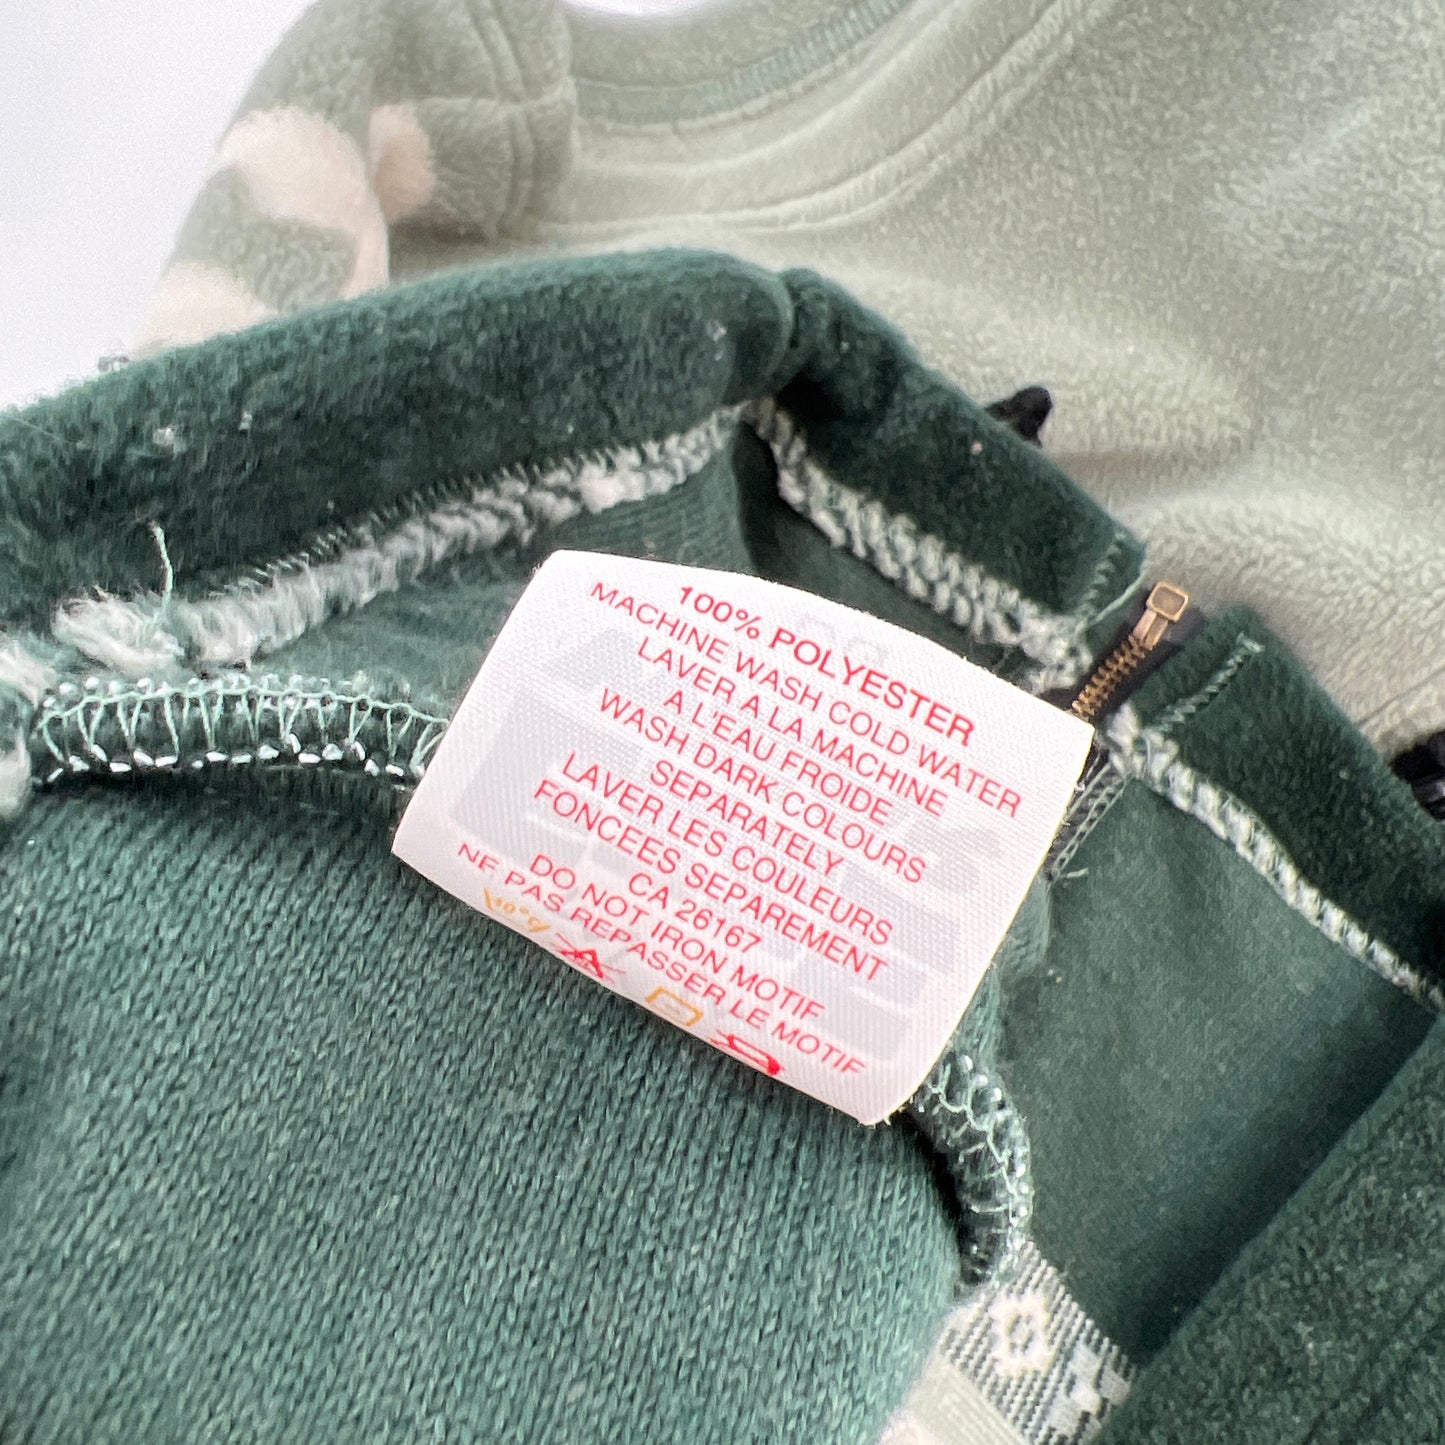 100% POLYESTER
MACHINE WASH COLD WATER
LAVER A LA MACHINE
A L'EAU FROIDE
WASH DARK COLOURS
SEPARATELY
LAVER LES COULEURS
FONCEES SEPAREMENT
CA 26167
DO NOT IRON MOTIF
NE PAS REPASSER LE MOTIF